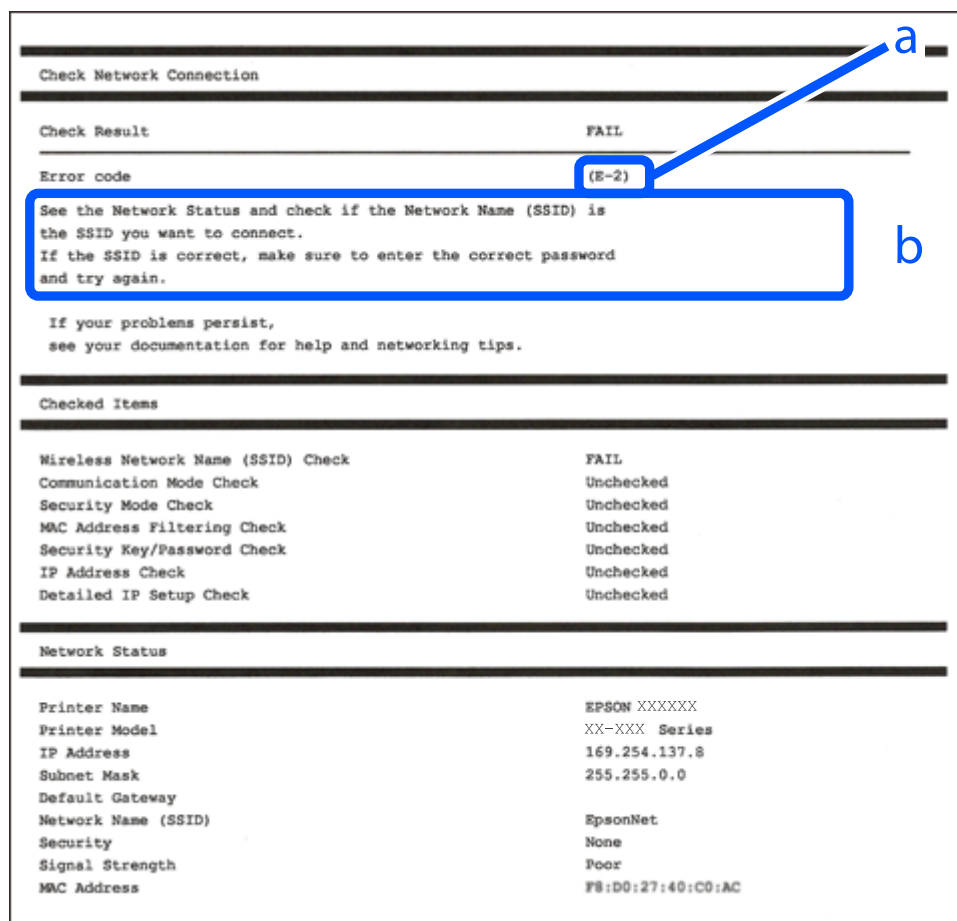 a
Check Network Connection
Check Result FAIL
Error code (E-2)
See the Network Status and check if the Network Name (SSID) is
the SSID you want to connect.
If the SSID is correct, make sure to enter the correct password
and try again.
b
If your problems persist,
see your documentation for help and networking tips.
Checked Items
Wireless Network Name (SSID) Check FAIL
Communication Mode Check Unchecked
Security Mode Check Unchecked
MAC Address Filtering Check Unchecked
Security Key/Password Check Unchecked
IP Address Check Unchecked
Detailed IP Setup Check Unchecked
Network Status
Printer Name EPSON XXXXXX
Printer Model XX-XXX Series
IP Address 169.254.137.8
Subnet Mask 255.255.0.0
Default Gateway
Network Name (SSID) EpsonNet
Security None
Signal Strength Poor
MAC Address F8:D0:27:40:C0:AC